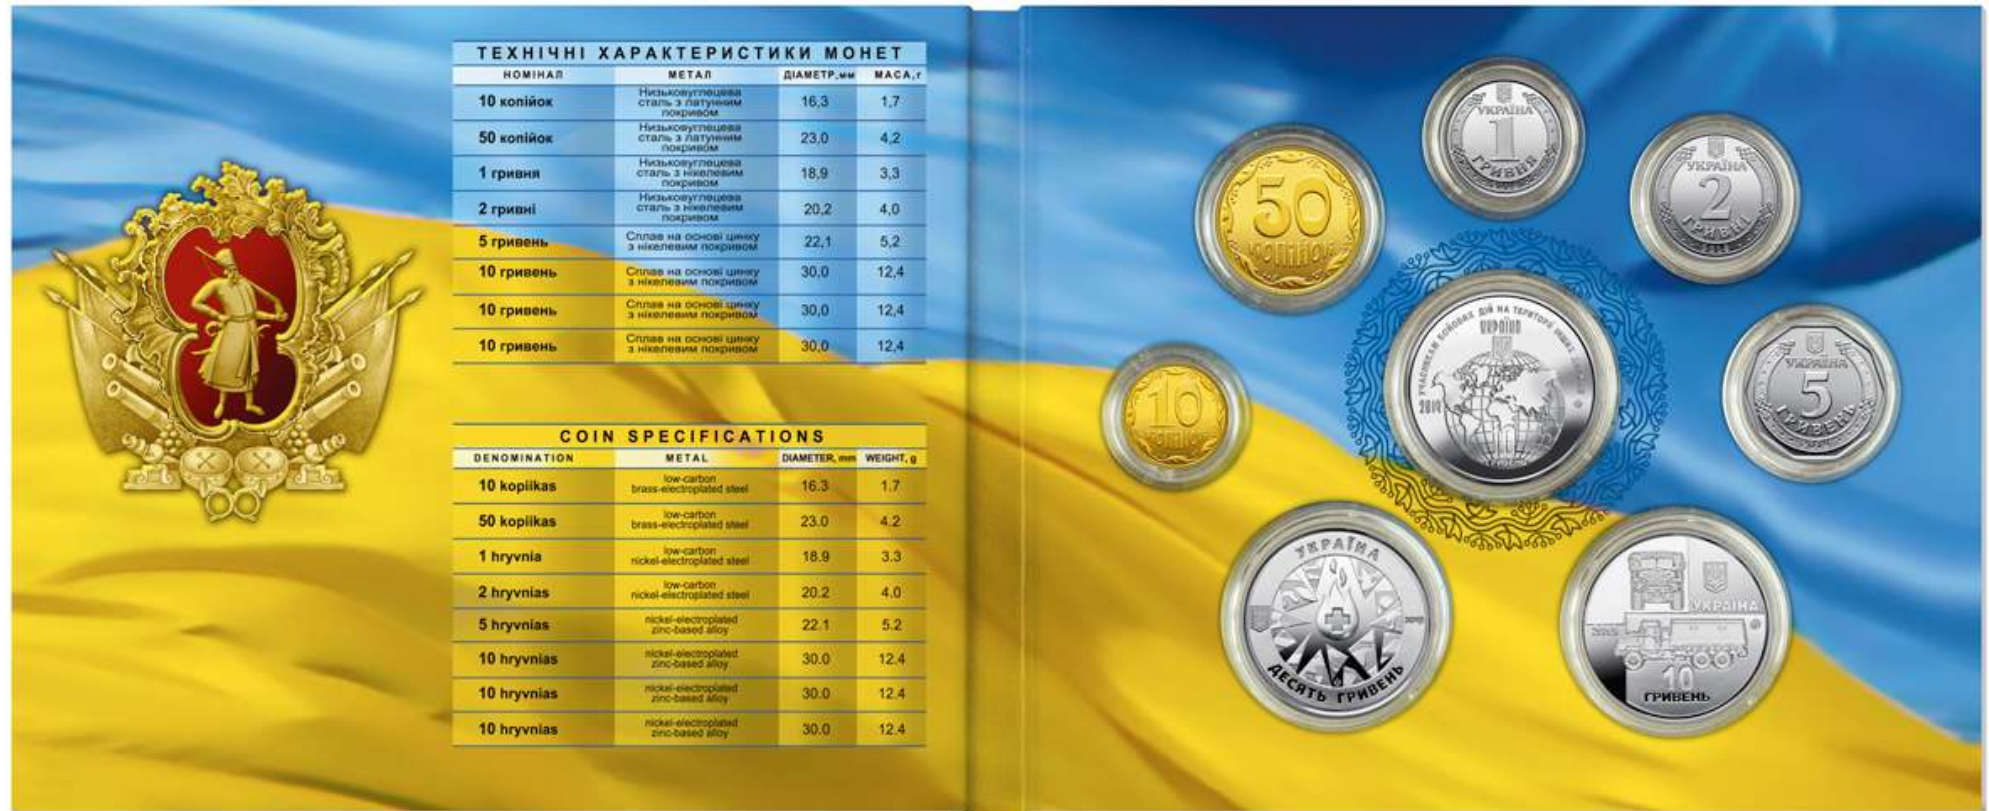 ТЕХНІЧНІ ХАРАКТЕРИСТИКИ МОНЕТ
НОМІНАЛ МЕТАЛ ДІАМЕТР,мм МАСА,г
10 копійок Низьковуглецева сталь з латунним покривом 16,3 1,7
50 копійок Низьковуглецева сталь з латунним покривом 23,0 4,2
1 гривня Низьковуглецева сталь з нікелевим покривом 18,9 3,3
2 гривні Низьковуглецева сталь з нікелевим покривом 20,2 4,0
5 гривень Сплав на основі цинку з нікелевим покривом 22,1 5,2
10 гривень Сплав на основі цинку з нікелевим покривом 30,0 12,4
10 гривень Сплав на основі цинку з нікелевим покривом 30,0 12,4
10 гривень Сплав на основі цинку з нікелевим покривом 30,0 12,4
COIN SPECIFICATIONS
DENOMINATION METAL DIAMETER, mm WEIGHT, g
10 kopiikas low-carbon brass-electroplated steel 16.3 1.7
50 kopiikas low-carbon brass-electroplated steel 23.0 4.2
1 hryvnia low-carbon nickel-electroplated steel 18.9 3.3
2 hryvnias low-carbon nickel-electroplated steel 20.2 4.0
5 hryvnias nickel-electroplated zinc-based alloy 22.1 5.2
10 hryvnias nickel-electroplated zinc-based alloy 30.0 12.4
10 hryvnias nickel-electroplated zinc-based alloy 30.0 12.4
10 hryvnias nickel-electroplated zinc-based alloy 30.0 12.4
УКРАЇНА
1
ГРИВНЯ
50
КОПІЙОК
УКРАЇНА
2
ГРИВНІ
УЧАСНИКАМ БОЙОВИХ ДІЙ НА ТЕРИТОРІЇ ІНШИХ
УКРАЇНА
2019
10
ГРИВЕНЬ
УКРАЇНА
5
ГРИВЕНЬ
10
КОПІЙОК
УКРАЇНА
2019
ДЕСЯТЬ ГРИВЕНЬ
УКРАЇНА
10
ГРИВЕНЬ